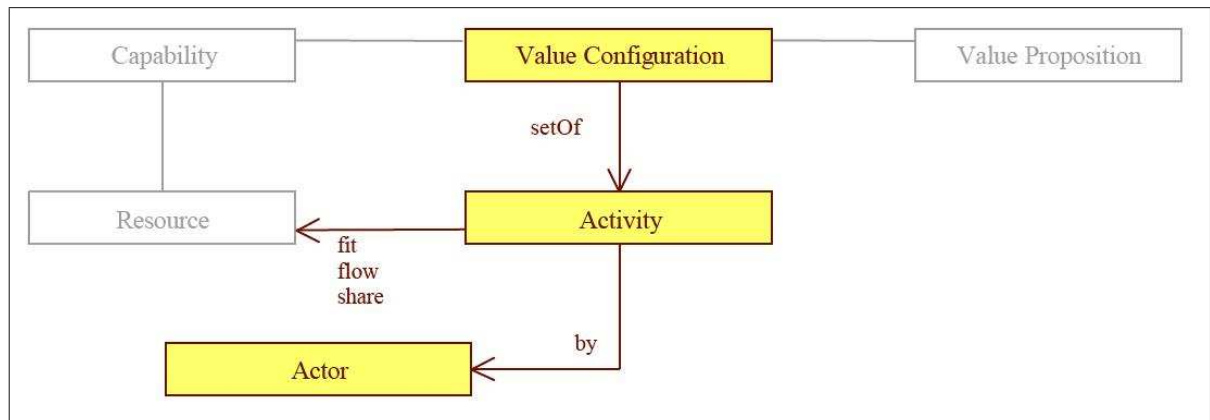 Capability
Value Configuration
Value Proposition
setOf
Resource
Activity
fit
flow
share
by
Actor